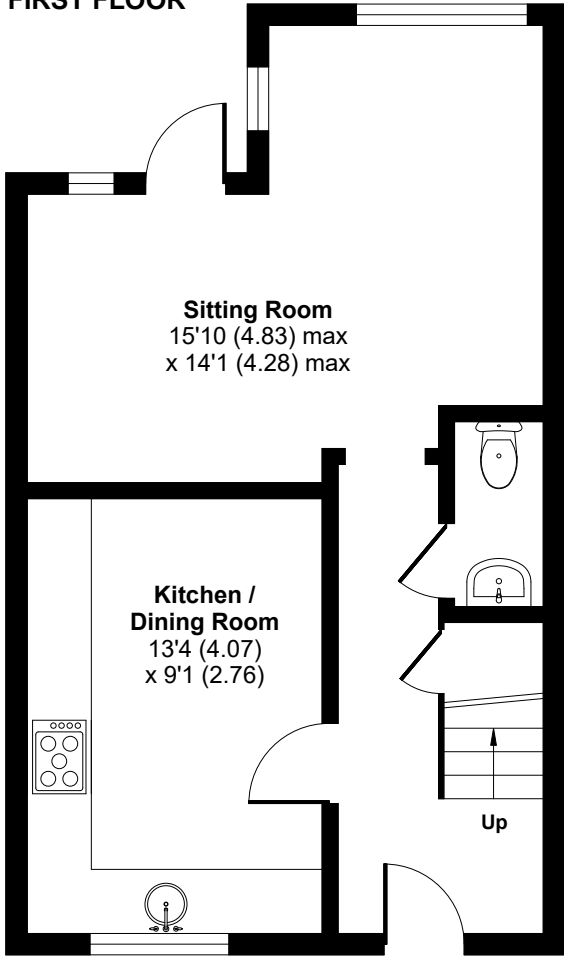 FIRST FLOOR
Sitting Room
15'10 (4.83) max
x 14'1 (4.28) max
Kitchen /
Dining Room
13'4 (4.07)
x 9'1 (2.76)
Up